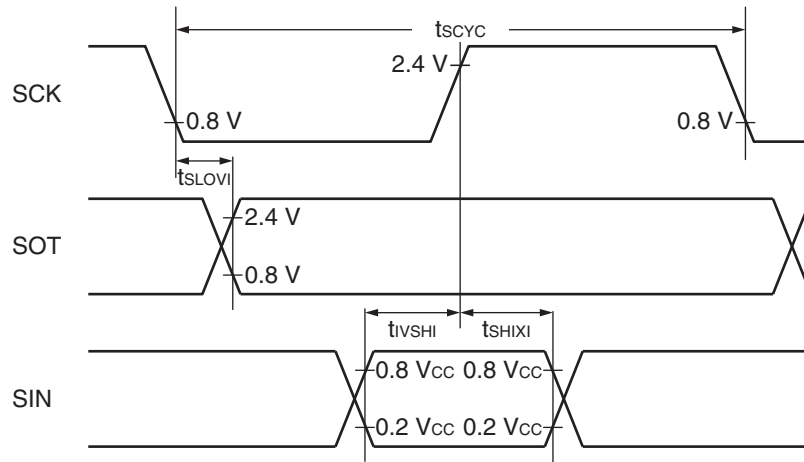 tSCYC
SCK
2.4 V
0.8 V
0.8 V
tSLOVI
SOT
2.4 V
0.8 V
tIVSHI
tSHIXI
SIN
0.8 VCC
0.8 VCC
0.2 VCC
0.2 VCC